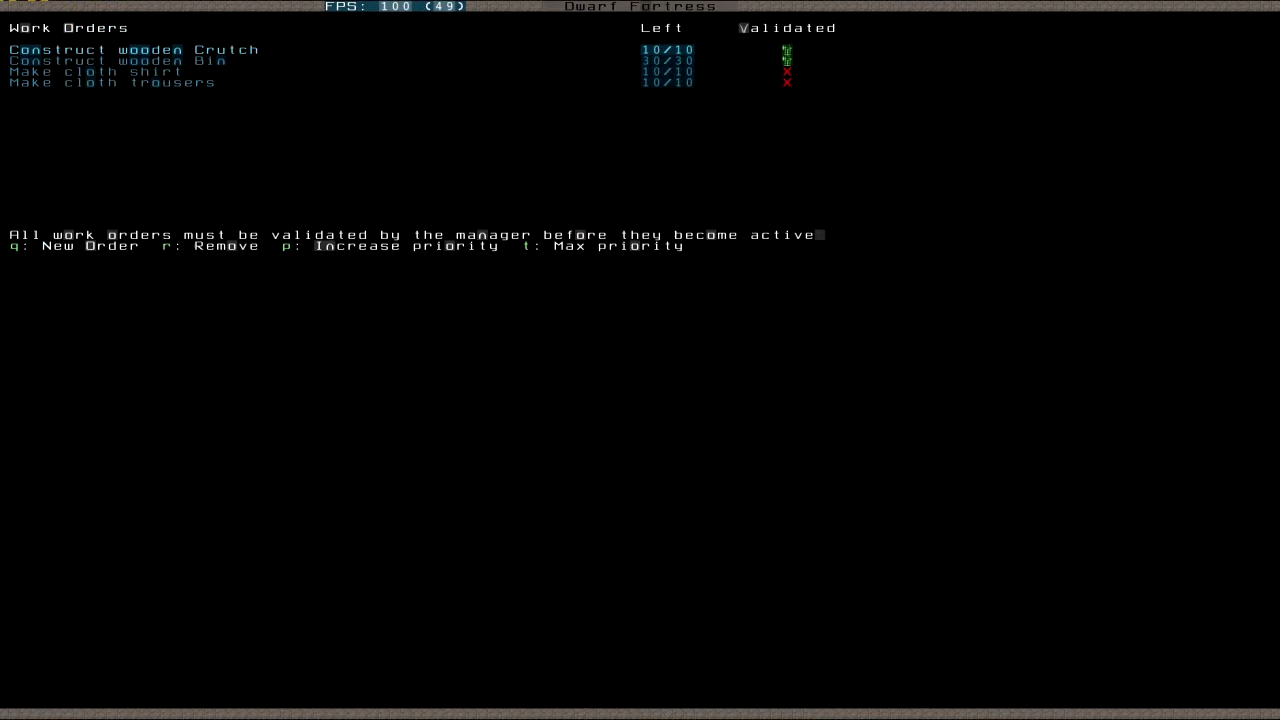 FPS: 100 (49) Dwarf Fortress
Work Orders Left Validated
Construct wooden Crutch 10/10
Construct wooden Bin 30/30
Make cloth shirt 10/10 X
Make cloth trousers 10/10 X
All work orders must be validated by the manager before they become active
q: New Order r: Remove p: Increase priority t: Max priority